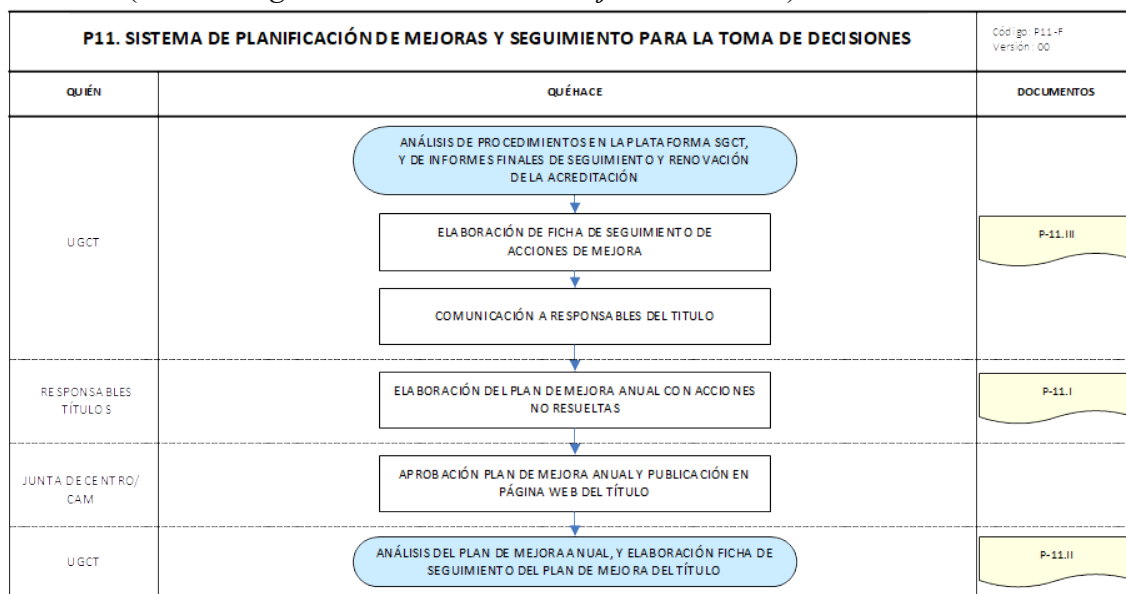 P11. SISTEMA DE PLANIFICACIÓN DE MEJORAS Y SEGUIMIENTO PARA LA TOMA DE DECISIONES
Código: P11-F
Versión: 00
QUIÉN
QUÉ HACE
DOCUMENTOS
ANÁLISIS DE PROCEDIMIENTOS EN LA PLATAFORMA SGCT,
Y DE INFORMES FINALES DE SEGUIMIENTO Y RENOVACIÓN
DE LA ACREDITACIÓN
UGCT
ELABORACIÓN DE FICHA DE SEGUIMIENTO DE
ACCIONES DE MEJORA
P-11.III
COMUNICACIÓN A RESPONSABLES DEL TITULO
RESPONSABLES
TÍTULOS
ELABORACIÓN DEL PLAN DE MEJORA ANUAL CON ACCIONES
NO RESUELTAS
P-11.I
JUNTA DE CENTRO/
CAM
APROBACIÓN PLAN DE MEJORA ANUAL Y PUBLICACIÓN EN
PÁGINA WEB DEL TÍTULO
UGCT
ANÁLISIS DEL PLAN DE MEJORA ANUAL, Y ELABORACIÓN FICHA DE
SEGUIMIENTO DEL PLAN DE MEJORA DEL TÍTULO
P-11.II